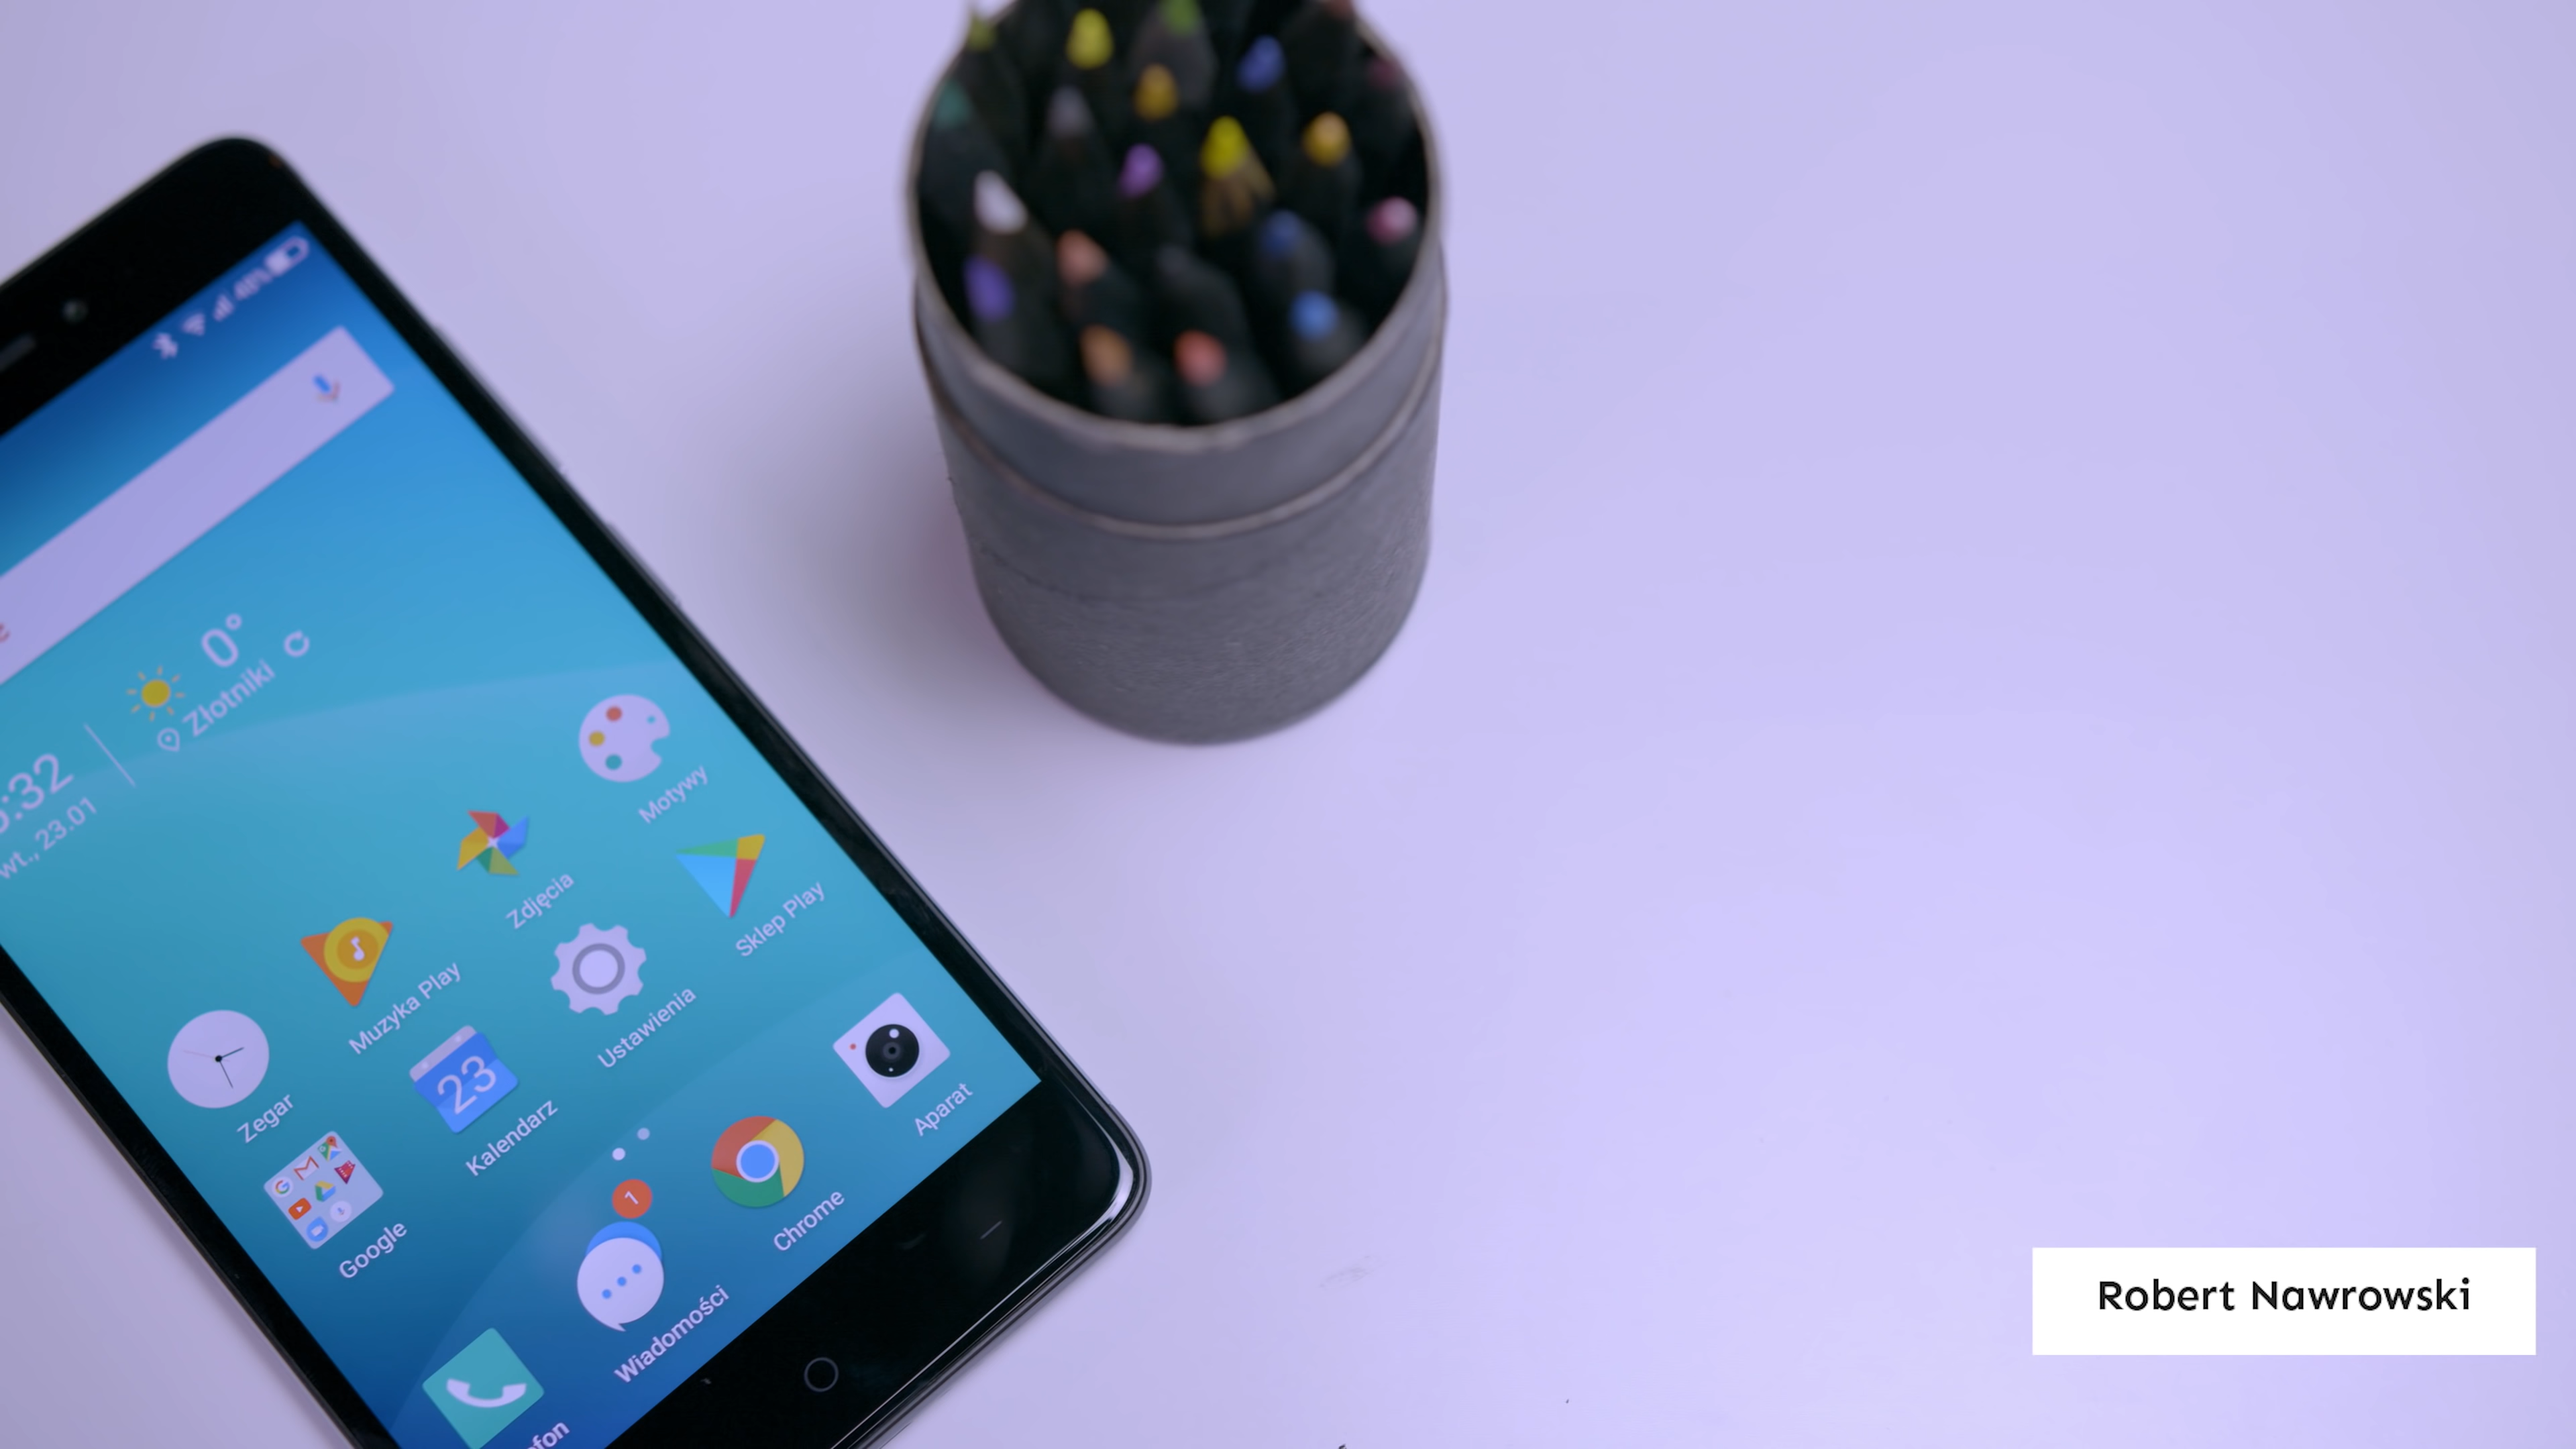 0°
Złotniki
:32
wt., 23.01
Motywy
Zdjęcia
Sklep Play
Muzyka Play
Ustawienia
Zegar
23
Kalendarz
Aparat
Google
1
Chrome
Wiadomości
Robert Nawrowski